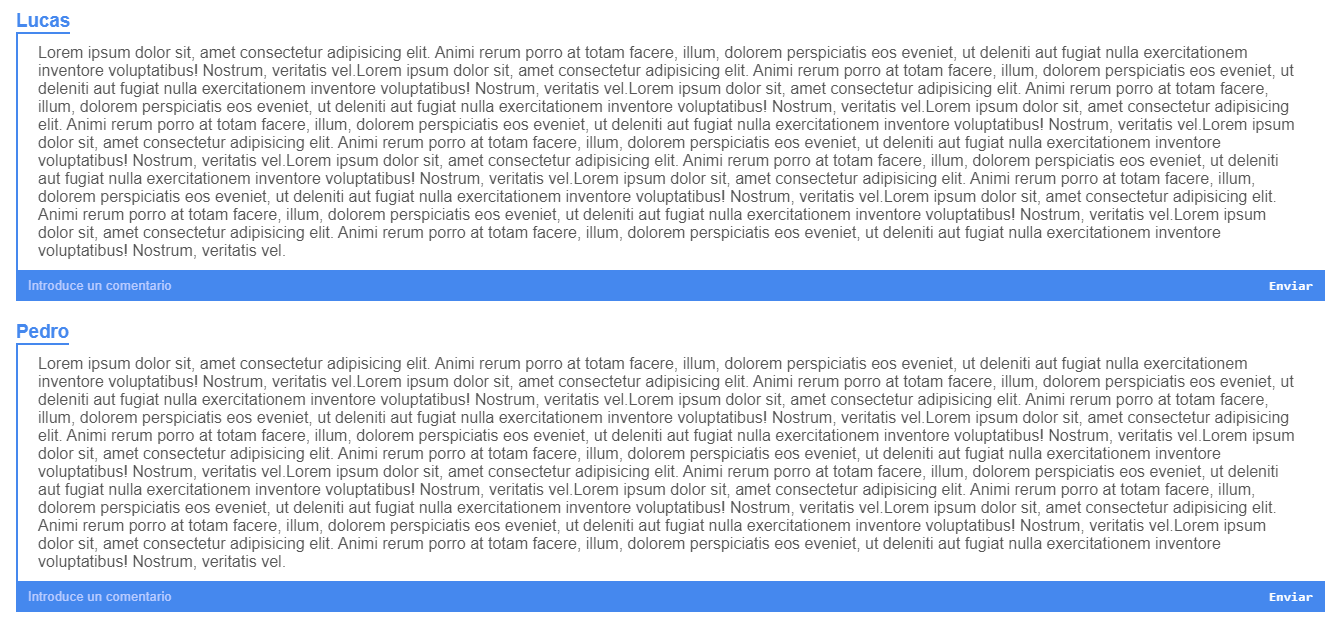 Lucas
Lorem ipsum dolor sit, amet consectetur adipisicing elit. Animi rerum porro at totam facere, illum, dolorem perspiciatis eos eveniet, ut deleniti aut fugiat nulla exercitationem
inventore voluptatibus! Nostrum, veritatis vel.Lorem ipsum dolor sit, amet consectetur adipisicing elit. Animi rerum porro at totam facere, illum, dolorem perspiciatis eos eveniet, ut
deleniti aut fugiat nulla exercitationem inventore voluptatibus! Nostrum, veritatis vel.Lorem ipsum dolor sit, amet consectetur adipisicing elit. Animi rerum porro at totam facere,
illum, dolorem perspiciatis eos eveniet, ut deleniti aut fugiat nulla exercitationem inventore voluptatibus! Nostrum, veritatis vel.Lorem ipsum dolor sit, amet consectetur adipisicing
elit. Animi rerum porro at totam facere, illum, dolorem perspiciatis eos eveniet, ut deleniti aut fugiat nulla exercitationem inventore voluptatibus! Nostrum, veritatis vel.Lorem ipsum
dolor sit, amet consectetur adipisicing elit. Animi rerum porro at totam facere, illum, dolorem perspiciatis eos eveniet, ut deleniti aut fugiat nulla exercitationem inventore
voluptatibus! Nostrum, veritatis vel.Lorem ipsum dolor sit, amet consectetur adipisicing elit. Animi rerum porro at totam facere, illum, dolorem perspiciatis eos eveniet, ut deleniti
aut fugiat nulla exercitationem inventore voluptatibus! Nostrum, veritatis vel.Lorem ipsum dolor sit, amet consectetur adipisicing elit. Animi rerum porro at totam facere, illum,
dolorem perspiciatis eos eveniet, ut deleniti aut fugiat nulla exercitationem inventore voluptatibus! Nostrum, veritatis vel.Lorem ipsum dolor sit, amet consectetur adipisicing elit.
Animi rerum porro at totam facere, illum, dolorem perspiciatis eos eveniet, ut deleniti aut fugiat nulla exercitationem inventore voluptatibus! Nostrum, veritatis vel.Lorem ipsum
dolor sit, amet consectetur adipisicing elit. Animi rerum porro at totam facere, illum, dolorem perspiciatis eos eveniet, ut deleniti aut fugiat nulla exercitationem inventore
voluptatibus! Nostrum, veritatis vel.
Introduce un comentario Enviar
Pedro
Lorem ipsum dolor sit, amet consectetur adipisicing elit. Animi rerum porro at totam facere, illum, dolorem perspiciatis eos eveniet, ut deleniti aut fugiat nulla exercitationem
inventore voluptatibus! Nostrum, veritatis vel.Lorem ipsum dolor sit, amet consectetur adipisicing elit. Animi rerum porro at totam facere, illum, dolorem perspiciatis eos eveniet, ut
deleniti aut fugiat nulla exercitationem inventore voluptatibus! Nostrum, veritatis vel.Lorem ipsum dolor sit, amet consectetur adipisicing elit. Animi rerum porro at totam facere,
illum, dolorem perspiciatis eos eveniet, ut deleniti aut fugiat nulla exercitationem inventore voluptatibus! Nostrum, veritatis vel.Lorem ipsum dolor sit, amet consectetur adipisicing
elit. Animi rerum porro at totam facere, illum, dolorem perspiciatis eos eveniet, ut deleniti aut fugiat nulla exercitationem inventore voluptatibus! Nostrum, veritatis vel.Lorem ipsum
dolor sit, amet consectetur adipisicing elit. Animi rerum porro at totam facere, illum, dolorem perspiciatis eos eveniet, ut deleniti aut fugiat nulla exercitationem inventore
voluptatibus! Nostrum, veritatis vel.Lorem ipsum dolor sit, amet consectetur adipisicing elit. Animi rerum porro at totam facere, illum, dolorem perspiciatis eos eveniet, ut deleniti
aut fugiat nulla exercitationem inventore voluptatibus! Nostrum, veritatis vel.Lorem ipsum dolor sit, amet consectetur adipisicing elit. Animi rerum porro at totam facere, illum,
dolorem perspiciatis eos eveniet, ut deleniti aut fugiat nulla exercitationem inventore voluptatibus! Nostrum, veritatis vel.Lorem ipsum dolor sit, amet consectetur adipisicing elit.
Animi rerum porro at totam facere, illum, dolorem perspiciatis eos eveniet, ut deleniti aut fugiat nulla exercitationem inventore voluptatibus! Nostrum, veritatis vel.Lorem ipsum
dolor sit, amet consectetur adipisicing elit. Animi rerum porro at totam facere, illum, dolorem perspiciatis eos eveniet, ut deleniti aut fugiat nulla exercitationem inventore
voluptatibus! Nostrum, veritatis vel.
Introduce un comentario Enviar